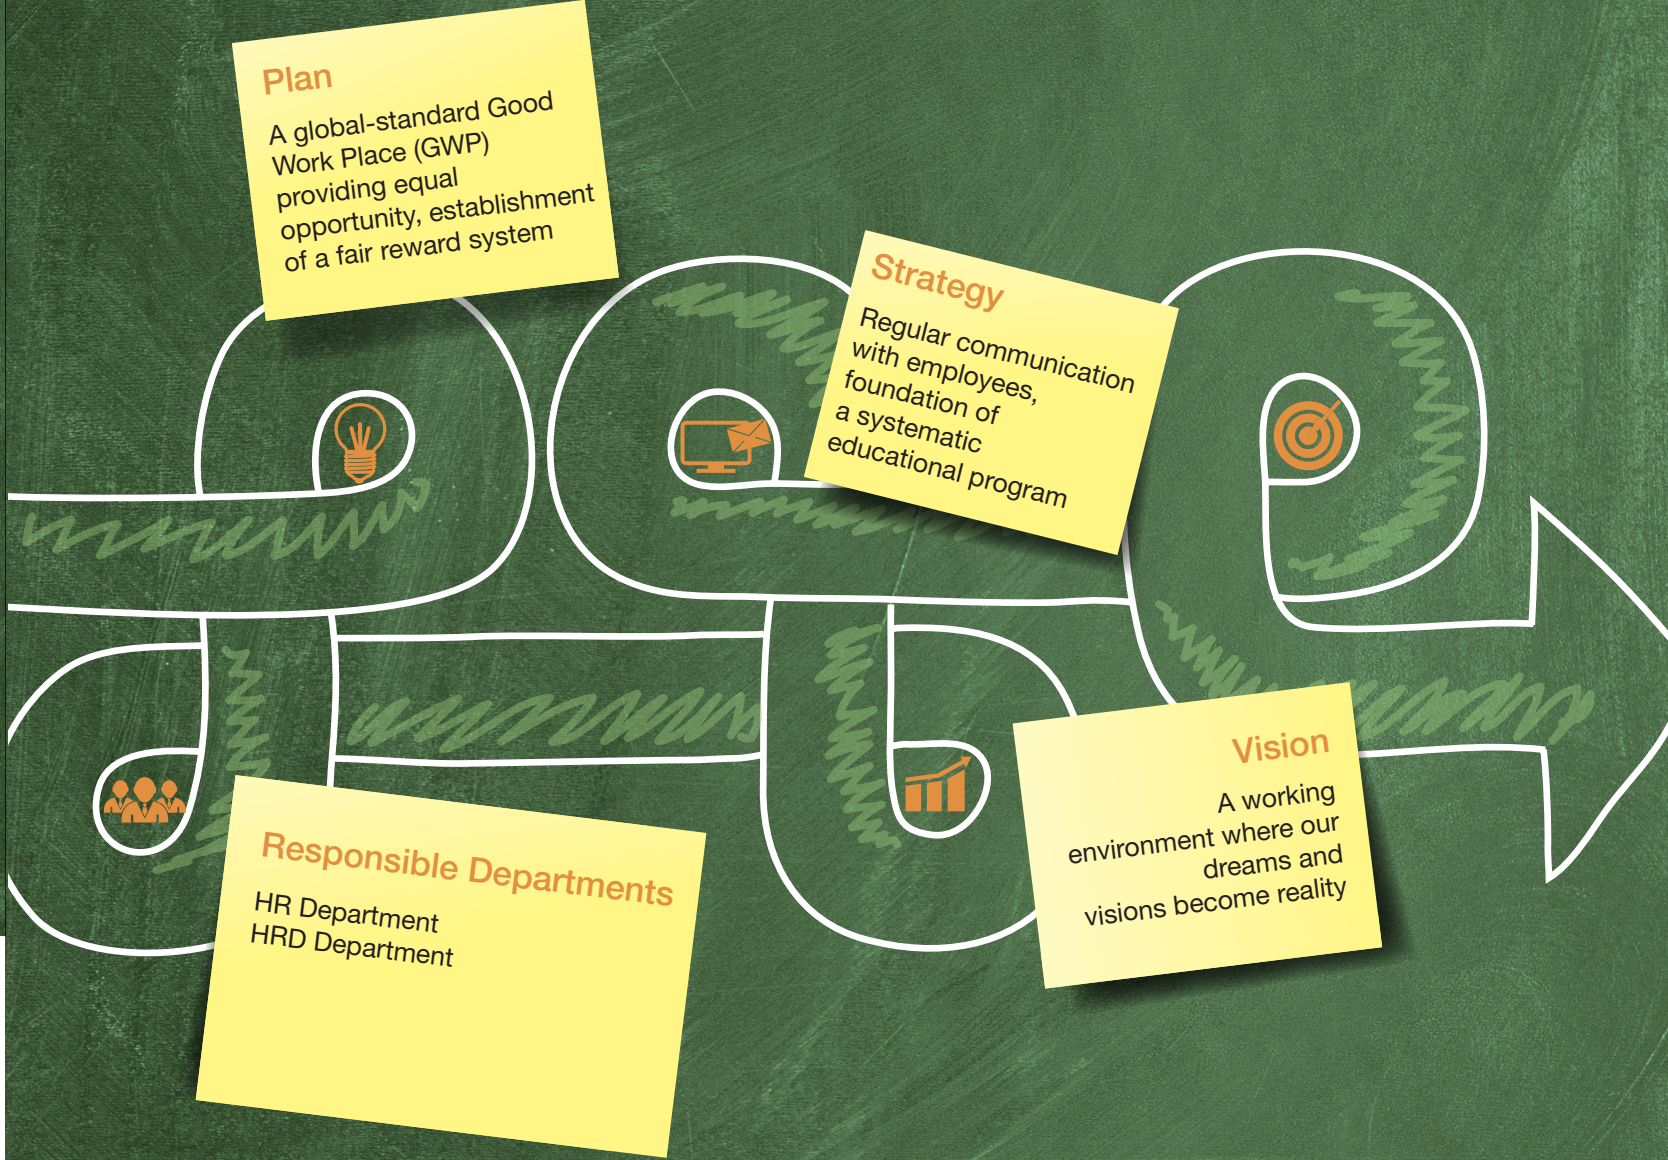 Plan
A global-standard Good
Work Place (GWP)
providing equal
opportunity, establishment
of a fair reward system
Strategy
Regular communication
with employees,
foundation of
a systematic
educational program
Responsible Departments
HR Department
HRD Department
Vision
A working
environment where our
dreams and
visions become reality